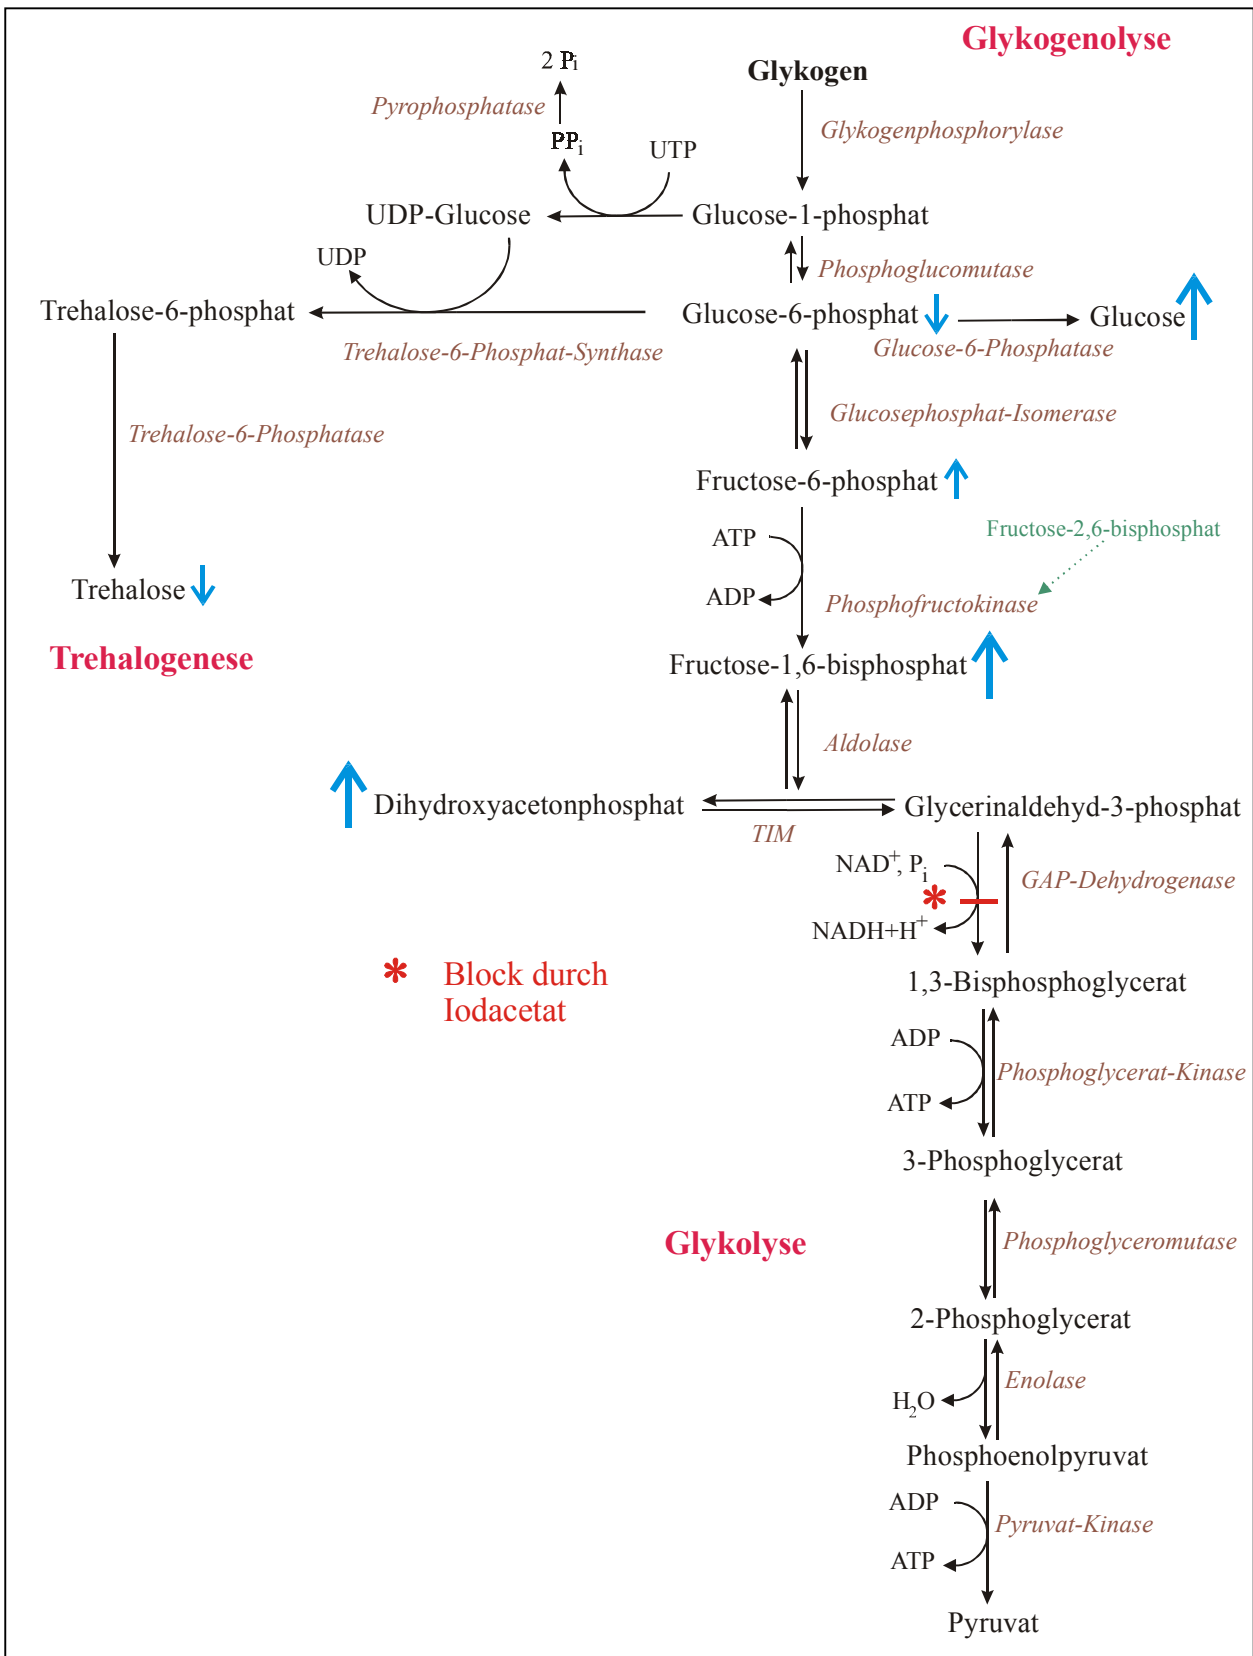 Glykogenolyse
2 Pi
Glykogen
Pyrophosphatase
Glykogenphosphorylase
PPi
UTP
UDP-Glucose
Glucose-1-phosphat
UDP
Phosphoglucomutase
Trehalose-6-phosphat
Glucose-6-phosphat
Glucose
Trehalose-6-Phosphat-Synthase
Glucose-6-Phosphatase
Trehalose-6-Phosphatase
Glucosephosphat-Isomerase
Fructose-6-phosphat
ATP
Fructose-2,6-bisphosphat
Trehalose
ADP
Phosphofructokinase
Trehalogenese
Fructose-1,6-bisphosphat
Aldolase
Dihydroxyacetonphosphat
Glycerinaldehyd-3-phosphat
TIM
NAD+, Pi
GAP-Dehydrogenase
*
NADH+H+
* Block durch
Iodacetat
1,3-Bisphosphoglycerat
ADP
Phosphoglycerat-Kinase
ATP
3-Phosphoglycerat
Glykolyse
Phosphoglyceromutase
2-Phosphoglycerat
Enolase
H2O
Phosphoenolpyruvat
ADP
Pyruvat-Kinase
ATP
Pyruvat